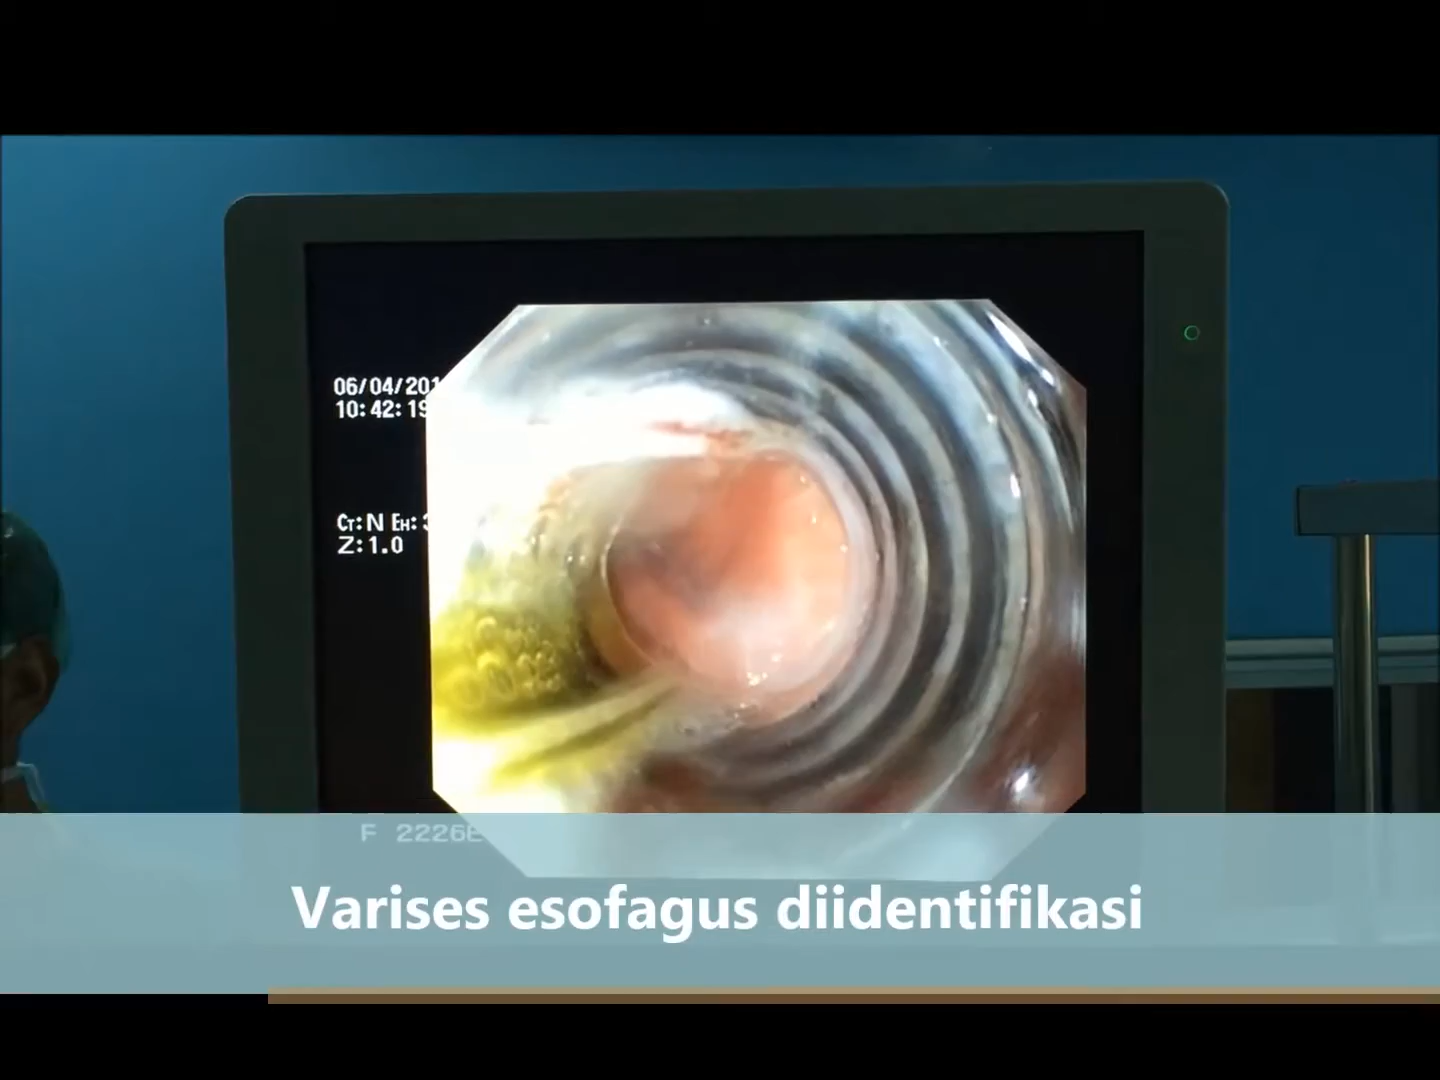 06/04/201
10:42:19
CT:N EH:3
Z:1.0
F 2226E
Varises esofagus diidentifikasi